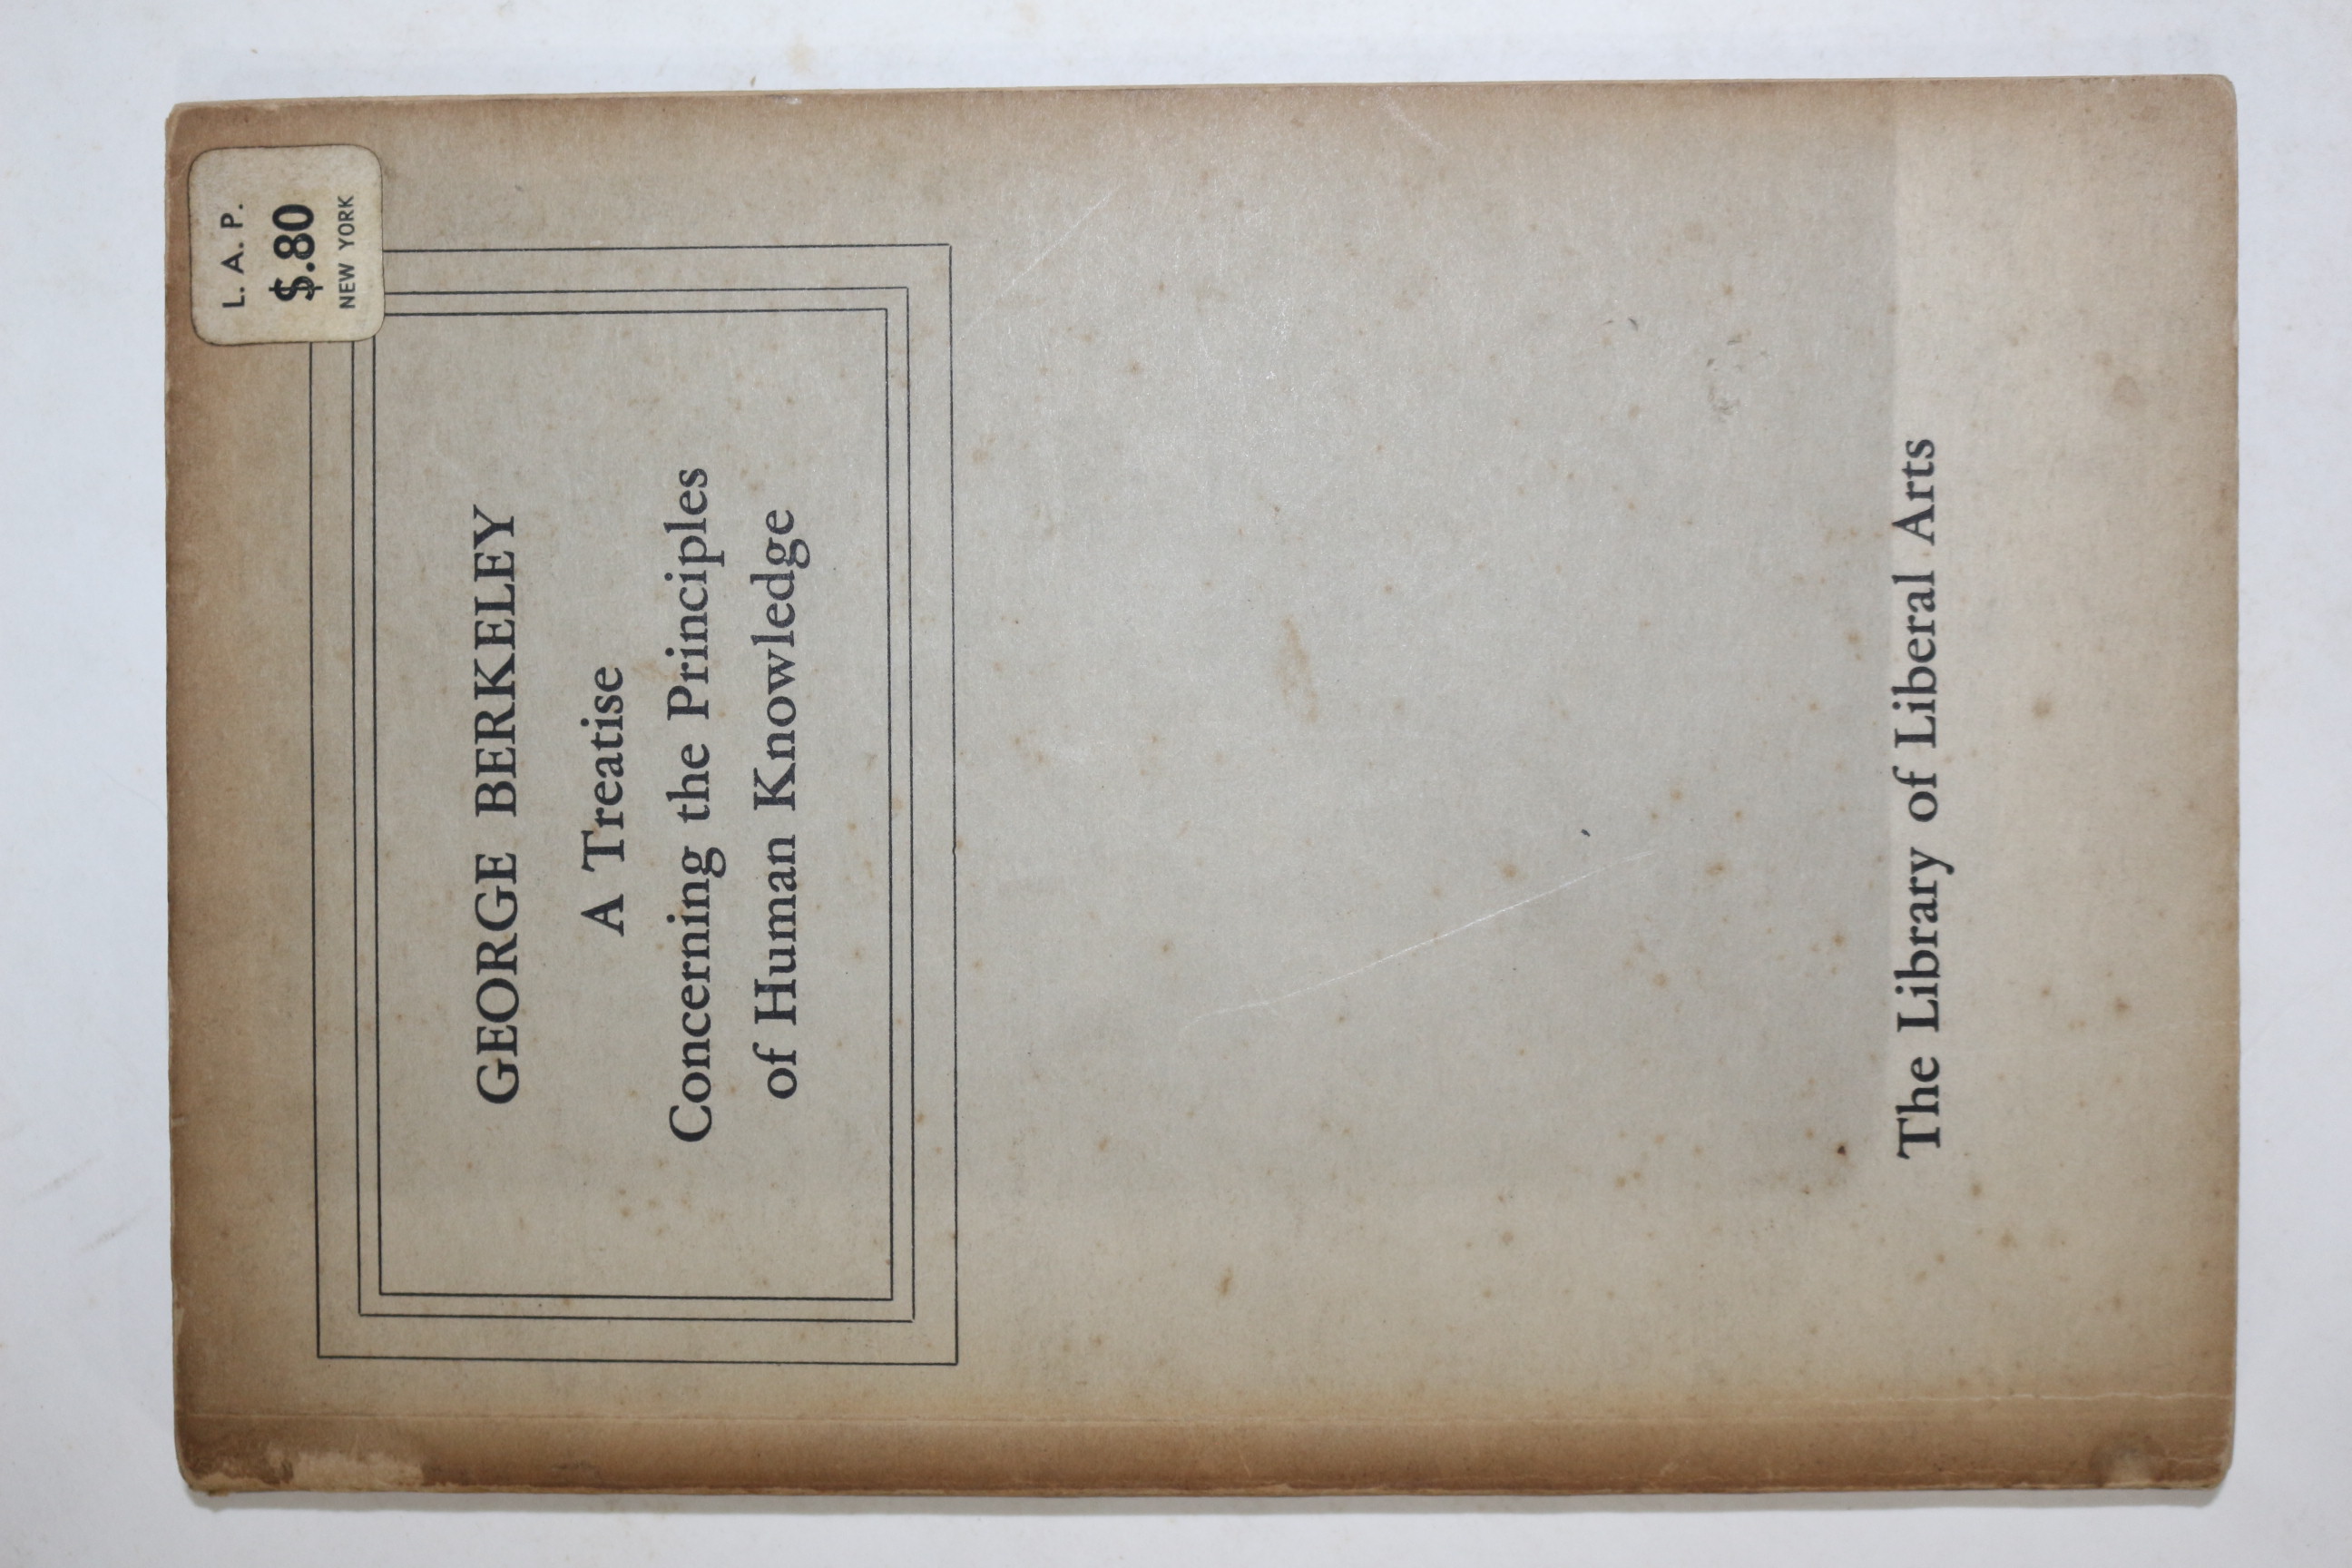 L. A. P.
$.80
NEW YORK
GEORGE BERKELEY
A Treatise
Concerning the Principles
of Human Knowledge
The Library of Liberal Arts